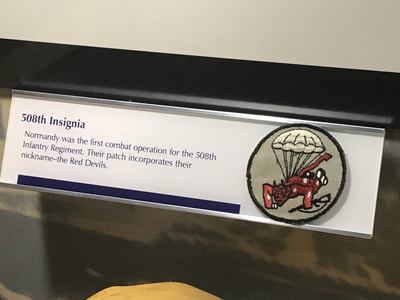 508th Insignia
Normandy was the first combat operation for the 508th
Infantry Regiment. Their patch incorporates their
nickname–the Red Devils.